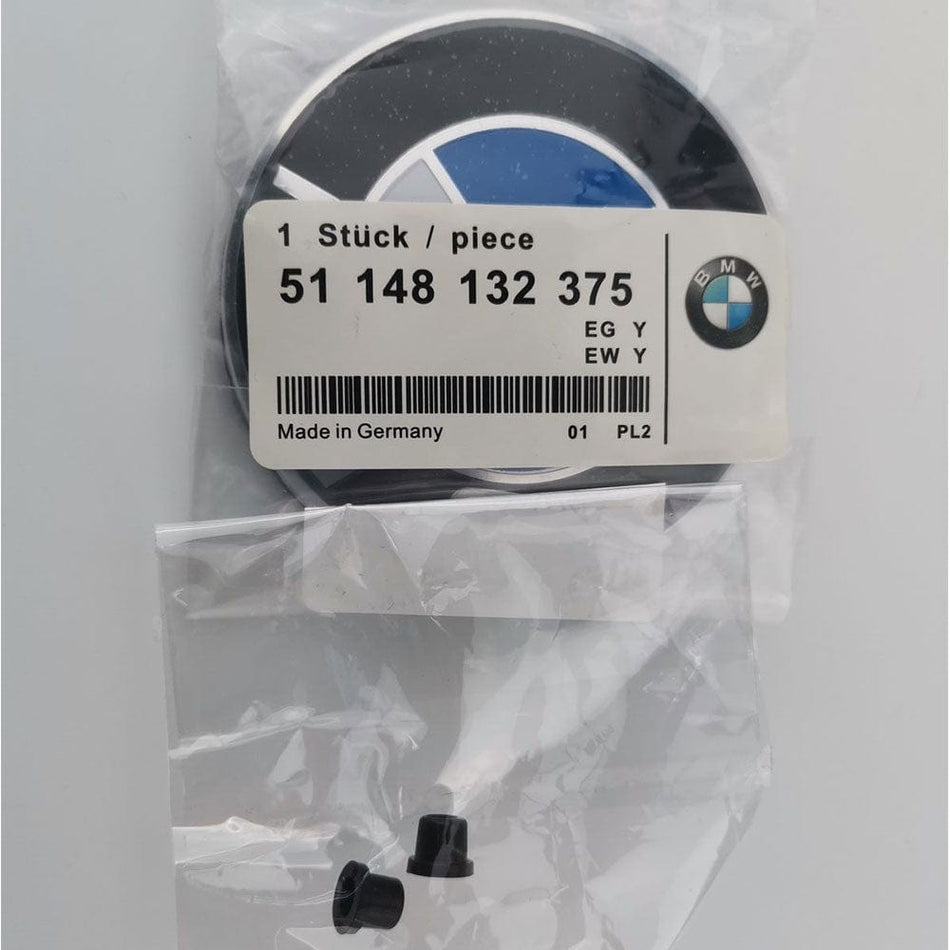 1 Stück / piece
51 148 132 375
EG Y
EW Y
Made in Germany 01 PL2
BMW